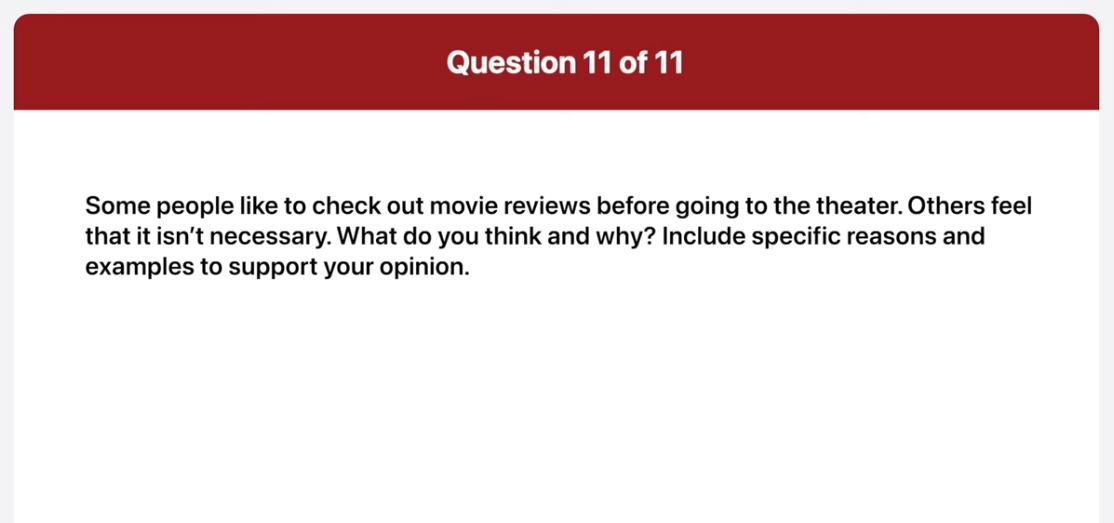 Question 11 of 11
Some people like to check out movie reviews before going to the theater. Others feel
that it isn't necessary. What do you think and why? Include specific reasons and
examples to support your opinion.